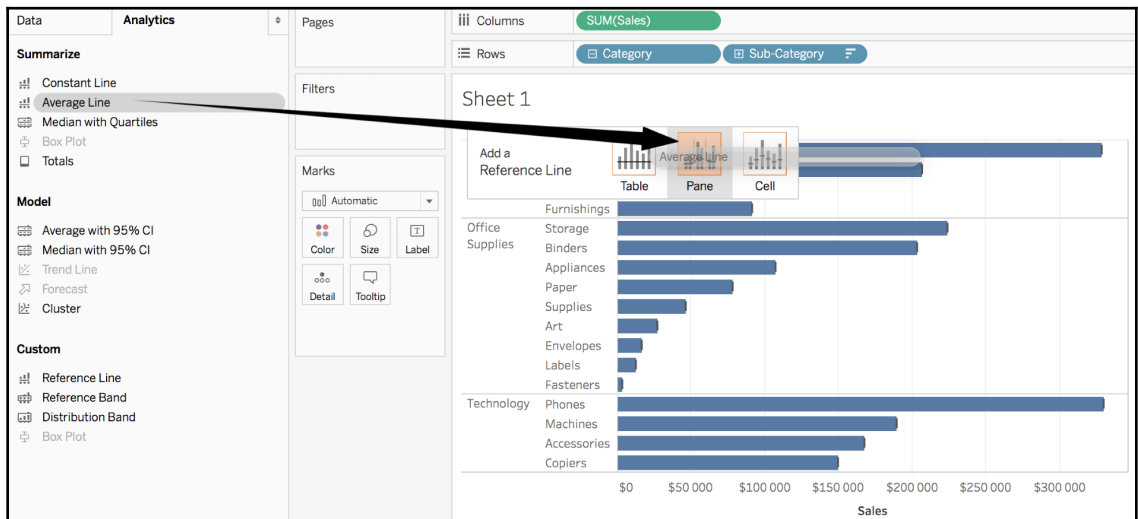 Data
Analytics
Pages
Columns
SUM(Sales)
Summarize
Rows
Category
Sub-Category
Constant Line
Average Line
Median with Quartiles
Box Plot
Totals
Filters
Sheet 1
Add a
Reference Line
Average Line
Table
Pane
Cell
Marks
Automatic
Color
Size
T
Label
Detail
Tooltip
Model
Average with 95% CI
Median with 95% CI
Trend Line
Forecast
Cluster
Custom
Reference Line
Reference Band
Distribution Band
Box Plot
Furnishings
Office
Supplies
Storage
Binders
Appliances
Paper
Supplies
Art
Envelopes
Labels
Fasteners
Technology
Phones
Machines
Accessories
Copiers
$0 $50 000 $100 000 $150 000 $200 000 $250 000 $300 000
Sales